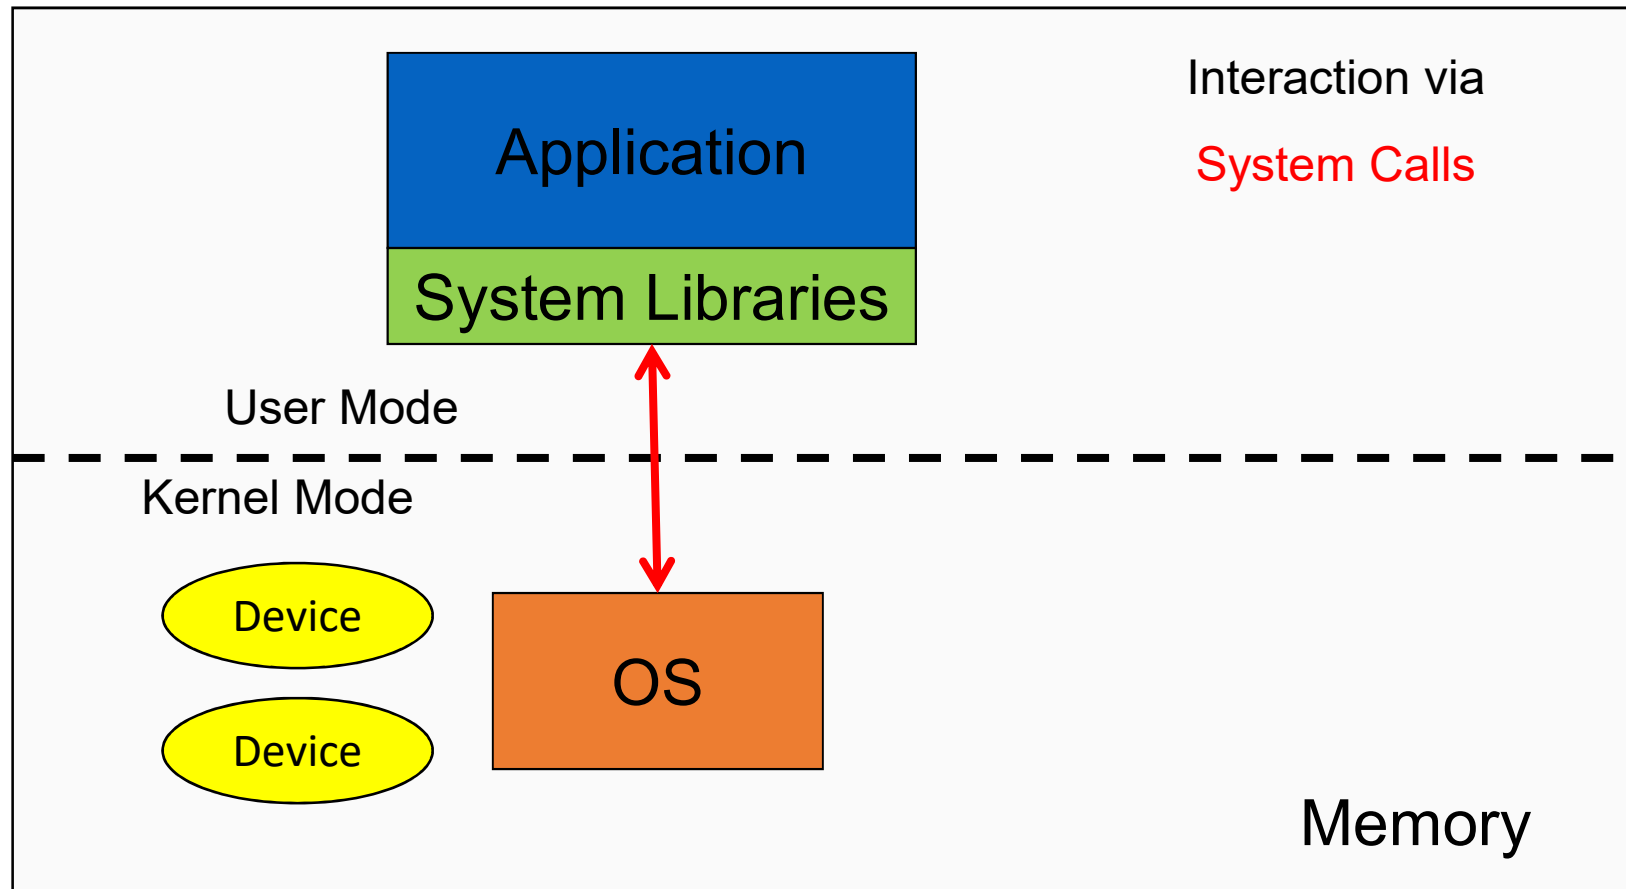 Interaction via
System Calls
Application
System Libraries
User Mode
Kernel Mode
Device
Device
OS
Memory